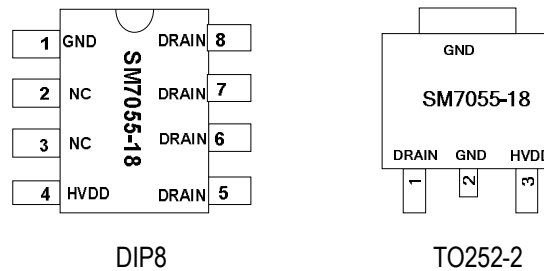 1 GND DRAIN 8
2 NC DRAIN 7
3 NC DRAIN 6
4 HVDD DRAIN 5
SM7055-18
DIP8
GND
SM7055-18
DRAIN GND HVDD
1 2 3
TO252-2